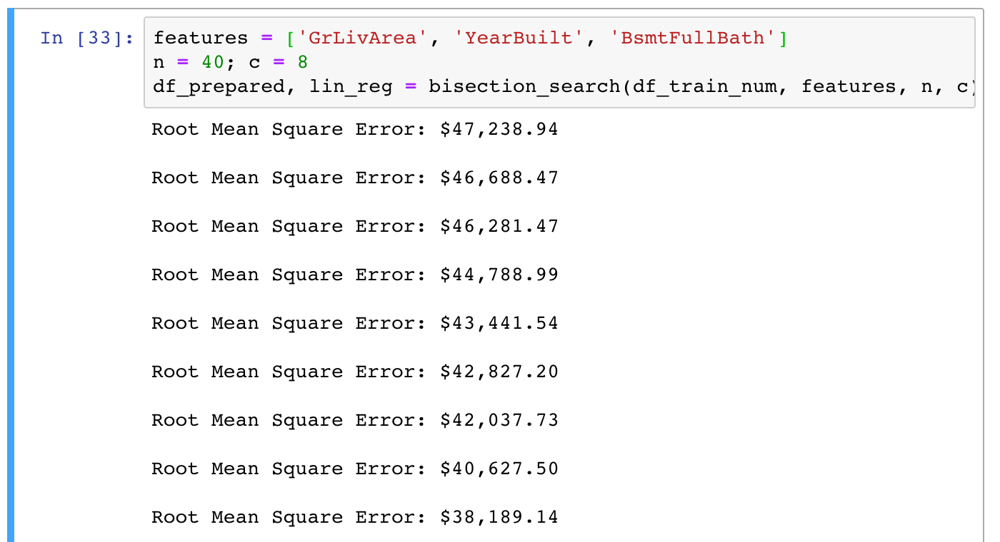 In [33]: features = ['GrLivArea', 'YearBuilt', 'BsmtFullBath']
n = 40; c = 8
df_prepared, lin_reg = bisection_search(df_train_num, features, n, c)
Root Mean Square Error: $47,238.94
Root Mean Square Error: $46,688.47
Root Mean Square Error: $46,281.47
Root Mean Square Error: $44,788.99
Root Mean Square Error: $43,441.54
Root Mean Square Error: $42,827.20
Root Mean Square Error: $42,037.73
Root Mean Square Error: $40,627.50
Root Mean Square Error: $38,189.14